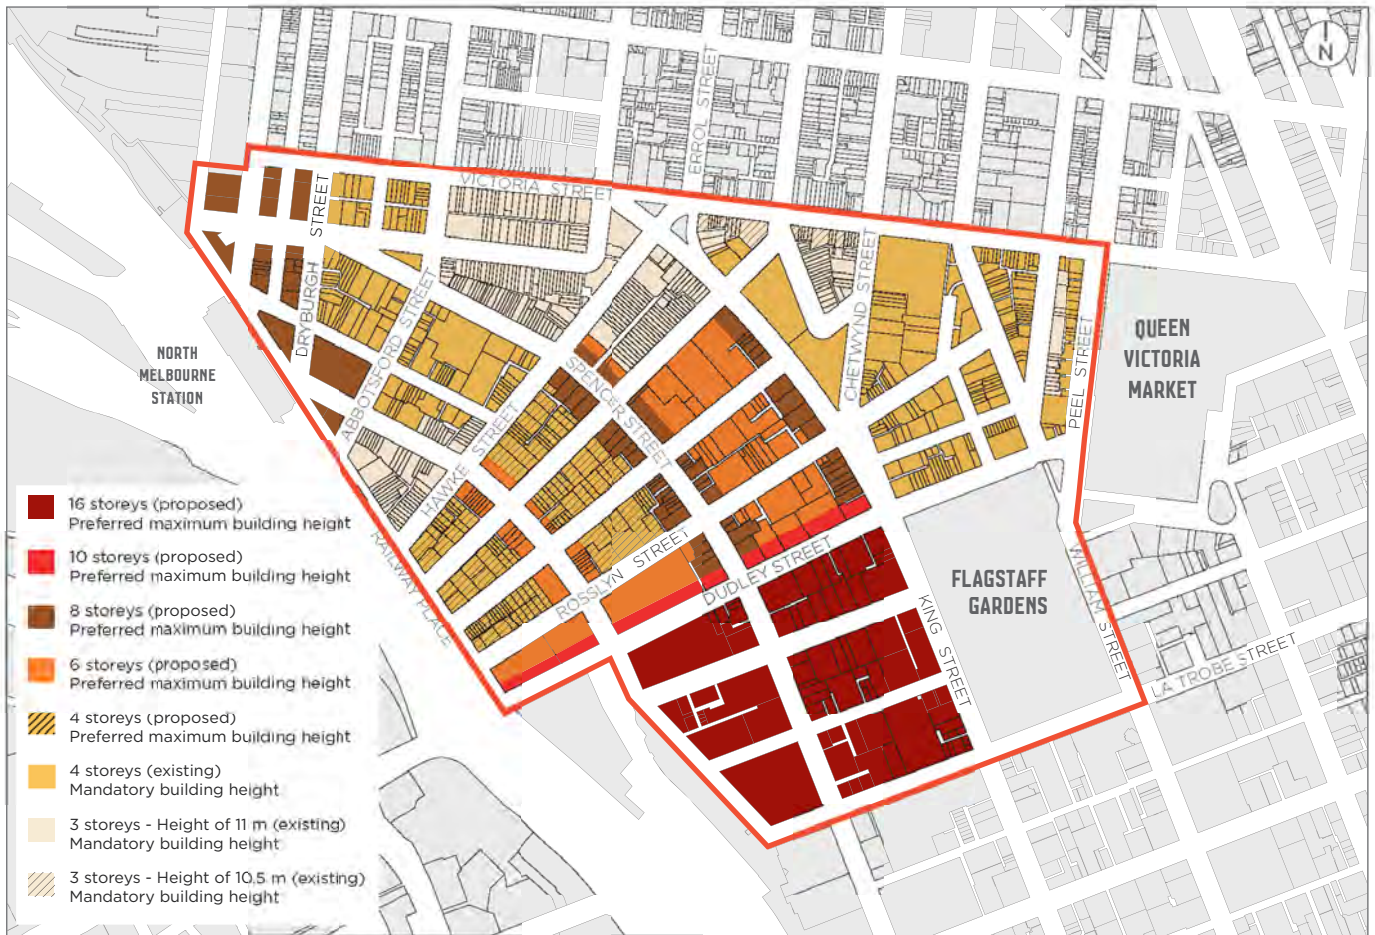 N
ERROL STREET
VICTORIA STREET
DRYBURGH
STREET
ABBOTSFORD STREET
HAWKE STREET
SPENCER STREET
CHETWYND STREET
PEEL STREET
QUEEN
VICTORIA
MARKET
NORTH
MELBOURNE
STATION
RAILWAY PLACE
ROSSLYN STREET
DUDLEY STREET
KING STREET
FLAGSTAFF
GARDENS
WILLIAM STREET
LA TROBE STREET
16 storeys (proposed)
Preferred maximum building height
10 storeys (proposed)
Preferred maximum building height
8 storeys (proposed)
Preferred maximum building height
6 storeys (proposed)
Preferred maximum building height
4 storeys (proposed)
Preferred maximum building height
4 storeys (existing)
Mandatory building height
3 storeys - Height of 11 m (existing)
Mandatory building height
3 storeys - Height of 10.5 m (existing)
Mandatory building height